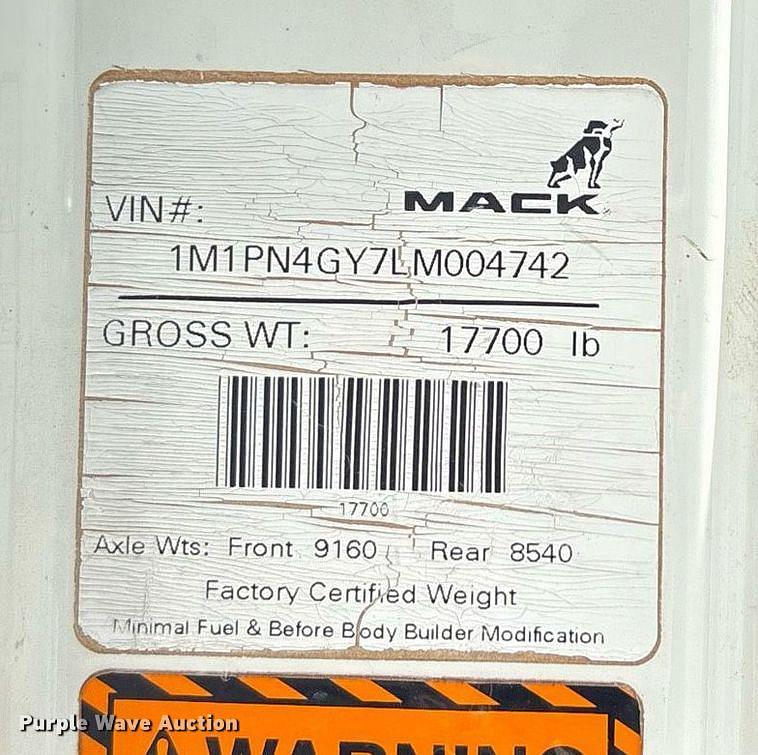 MACK
VIN#:
1M1PN4GY7LM004742
GROSS WT: 17700 lb
17700
Axle Wts: Front 9160 Rear 8540
Factory Certified Weight
Minimal Fuel & Before Body Builder Modification
Purple Wave Auction
WARNING